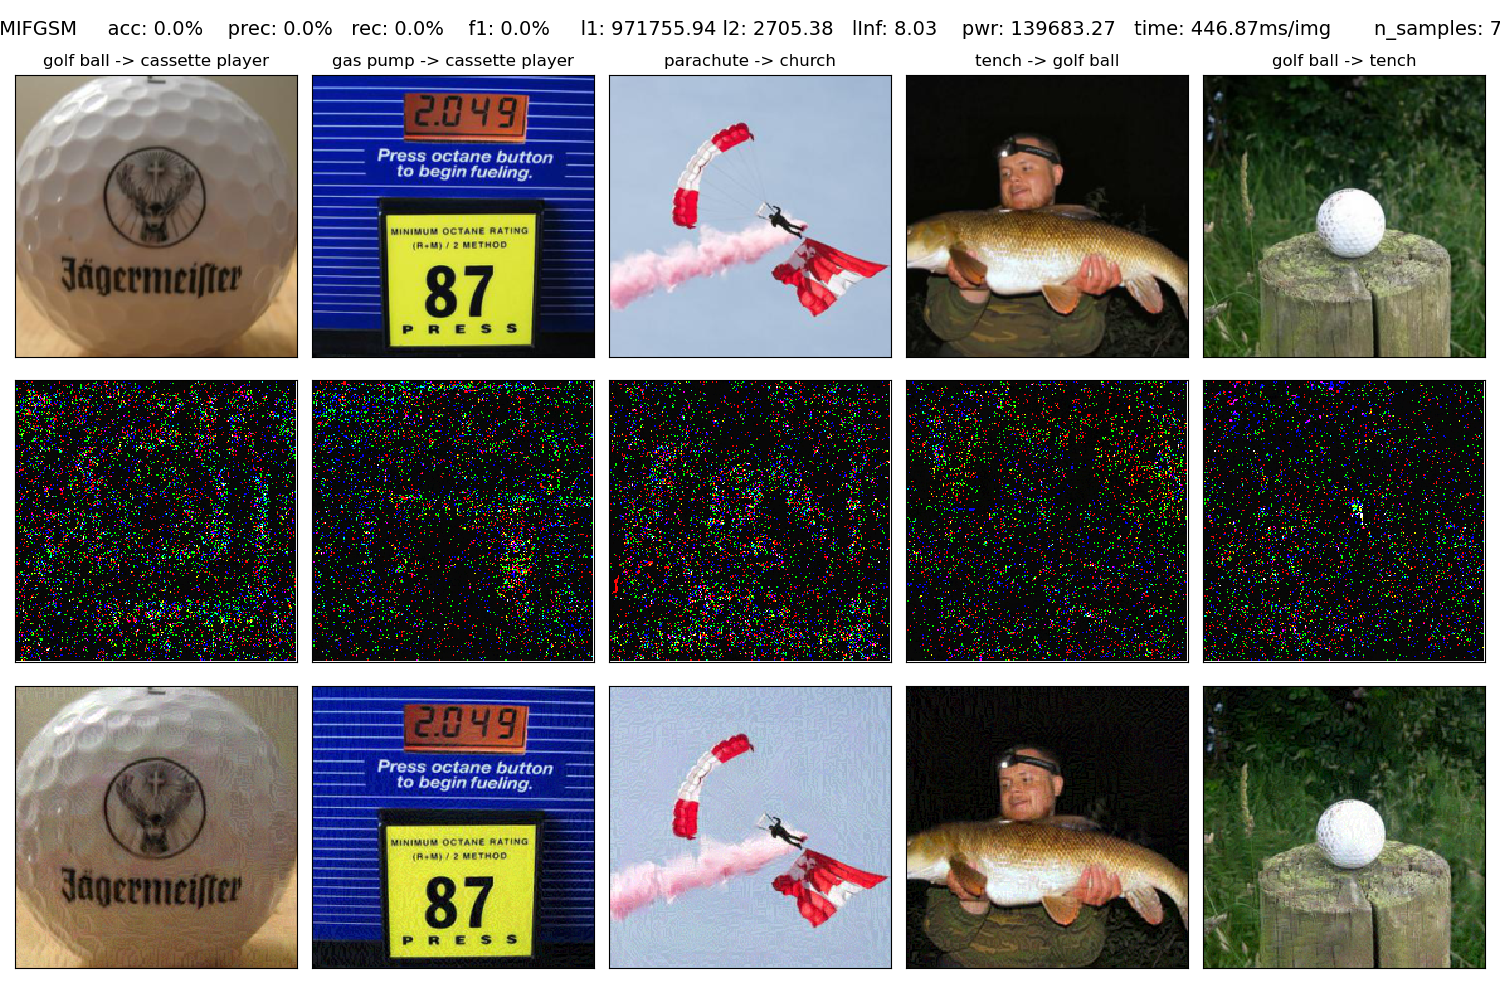 MIFGSM acc: 0.0% prec: 0.0% rec: 0.0% f1: 0.0% l1: 971755.94 l2: 2705.38 lInf: 8.03 pwr: 139683.27 time: 446.87ms/img n_samples: 7
golf ball -> cassette player
gas pump -> cassette player
parachute -> church
tench -> golf ball
golf ball -> tench
Jägermeister
2.049
Press octane button
to begin fueling.
MINIMUM OCTANE RATING
(R+M) / 2 METHOD
87
PRESS
Jägermeister
2.049
Press octane button
to begin fueling.
MINIMUM OCTANE RATING
(R+M) / 2 METHOD
87
PRESS